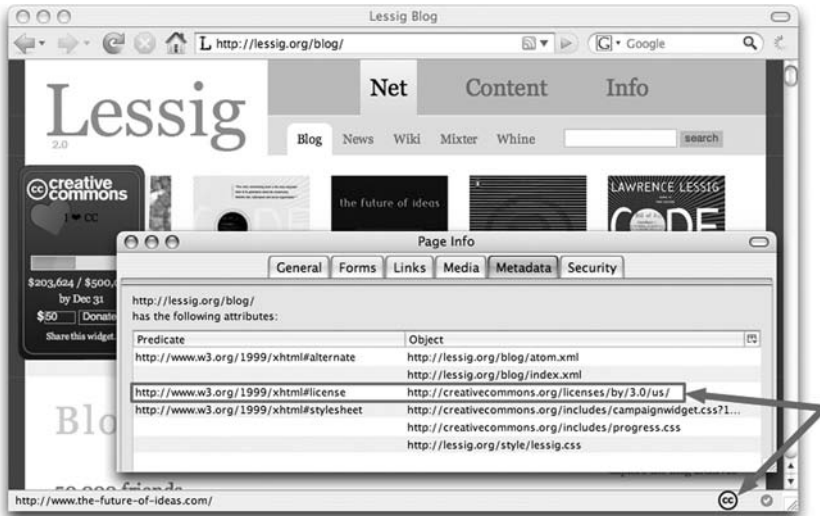 Lessig Blog
L http://lessig.org/blog/
G Google
Lessig
2.0
Net Content Info
Blog News Wiki Mixter Whine search
cc creative commons
1 ♥ CC
the future of ideas
LAWRENCE LESSIG
CODE
$203,624 / $500,
by Dec 31
$50 Donate
Share this widget.
Page Info
General Forms Links Media Metadata Security
http://lessig.org/blog/
has the following attributes:
Predicate Object
http://www.w3.org/1999/xhtml#alternate http://lessig.org/blog/atom.xml
http://lessig.org/blog/index.xml
http://www.w3.org/1999/xhtml#license http://creativecommons.org/licenses/by/3.0/us/
http://www.w3.org/1999/xhtml#stylesheet http://creativecommons.org/includes/campaignwidget.css?1...
http://creativecommons.org/includes/progress.css
http://lessig.org/style/lessig.css
Blo
50,000 friends
http://www.the-future-of-ideas.com/ cc